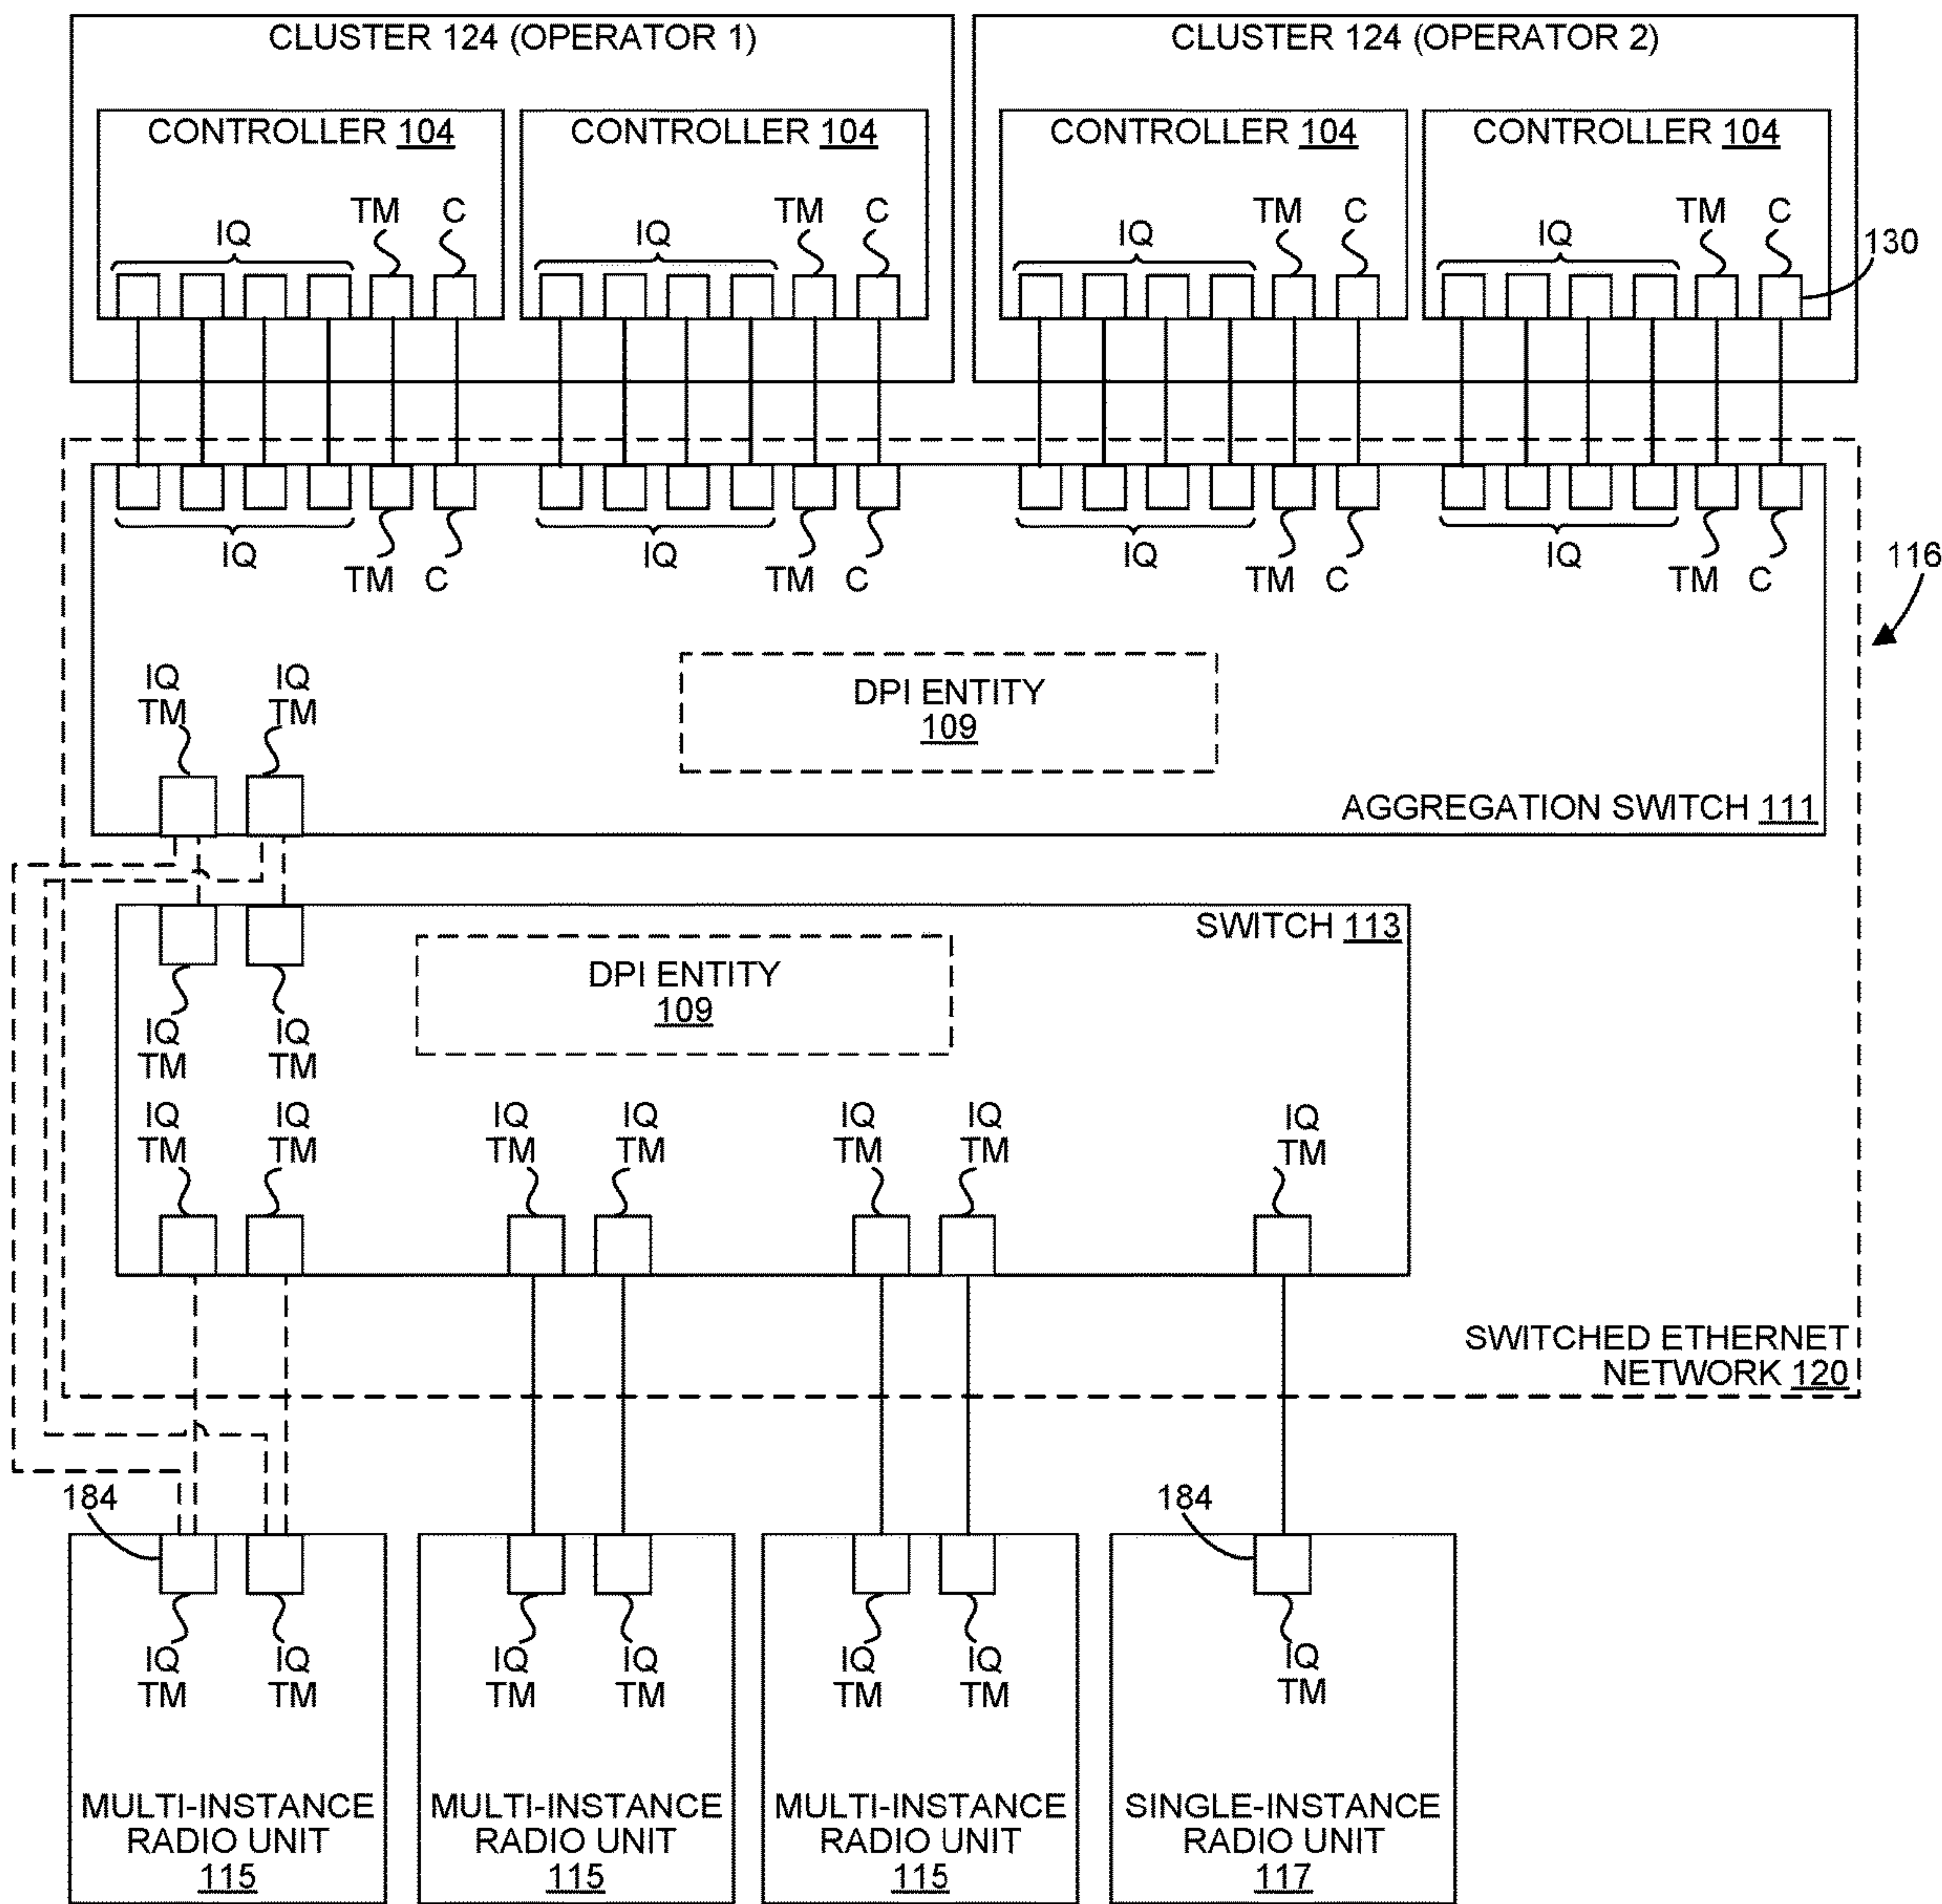 CLUSTER 124 (OPERATOR 1)
CLUSTER 124 (OPERATOR 2)
CONTROLLER 104
CONTROLLER 104
CONTROLLER 104
CONTROLLER 104
IQ TM C
IQ TM C
IQ TM C
IQ TM C
130
IQ TM C
IQ TM C
IQ TM C
IQ TM C
116
IQ
TM
IQ
TM
DPI ENTITY
109
AGGREGATION SWITCH 111
SWITCH 113
DPI ENTITY
109
IQ
TM
IQ
TM
IQ
TM
IQ
TM
IQ
TM
IQ
TM
IQ
TM
IQ
TM
IQ
TM
SWITCHED ETHERNET
NETWORK 120
184
184
IQ
TM
IQ
TM
IQ
TM
IQ
TM
IQ
TM
IQ
TM
IQ
TM
MULTI-INSTANCE
RADIO UNIT
115
MULTI-INSTANCE
RADIO UNIT
115
MULTI-INSTANCE
RADIO UNIT
115
SINGLE-INSTANCE
RADIO UNIT
117